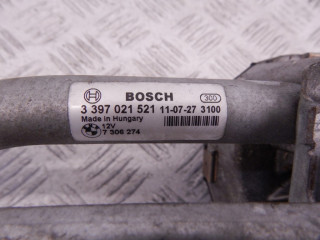 BOSCH
3 397 021 521 11-07-27 3100
Made in Hungary
12V
7 306 274